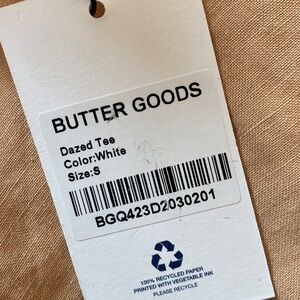 BUTTER GOODS
Dazed Tee
Color:White
Size:S
BGQ423D2030201
100% RECYCLED PAPER
PRINTED WITH VEGETABLE INK
PLEASE RECYCLE